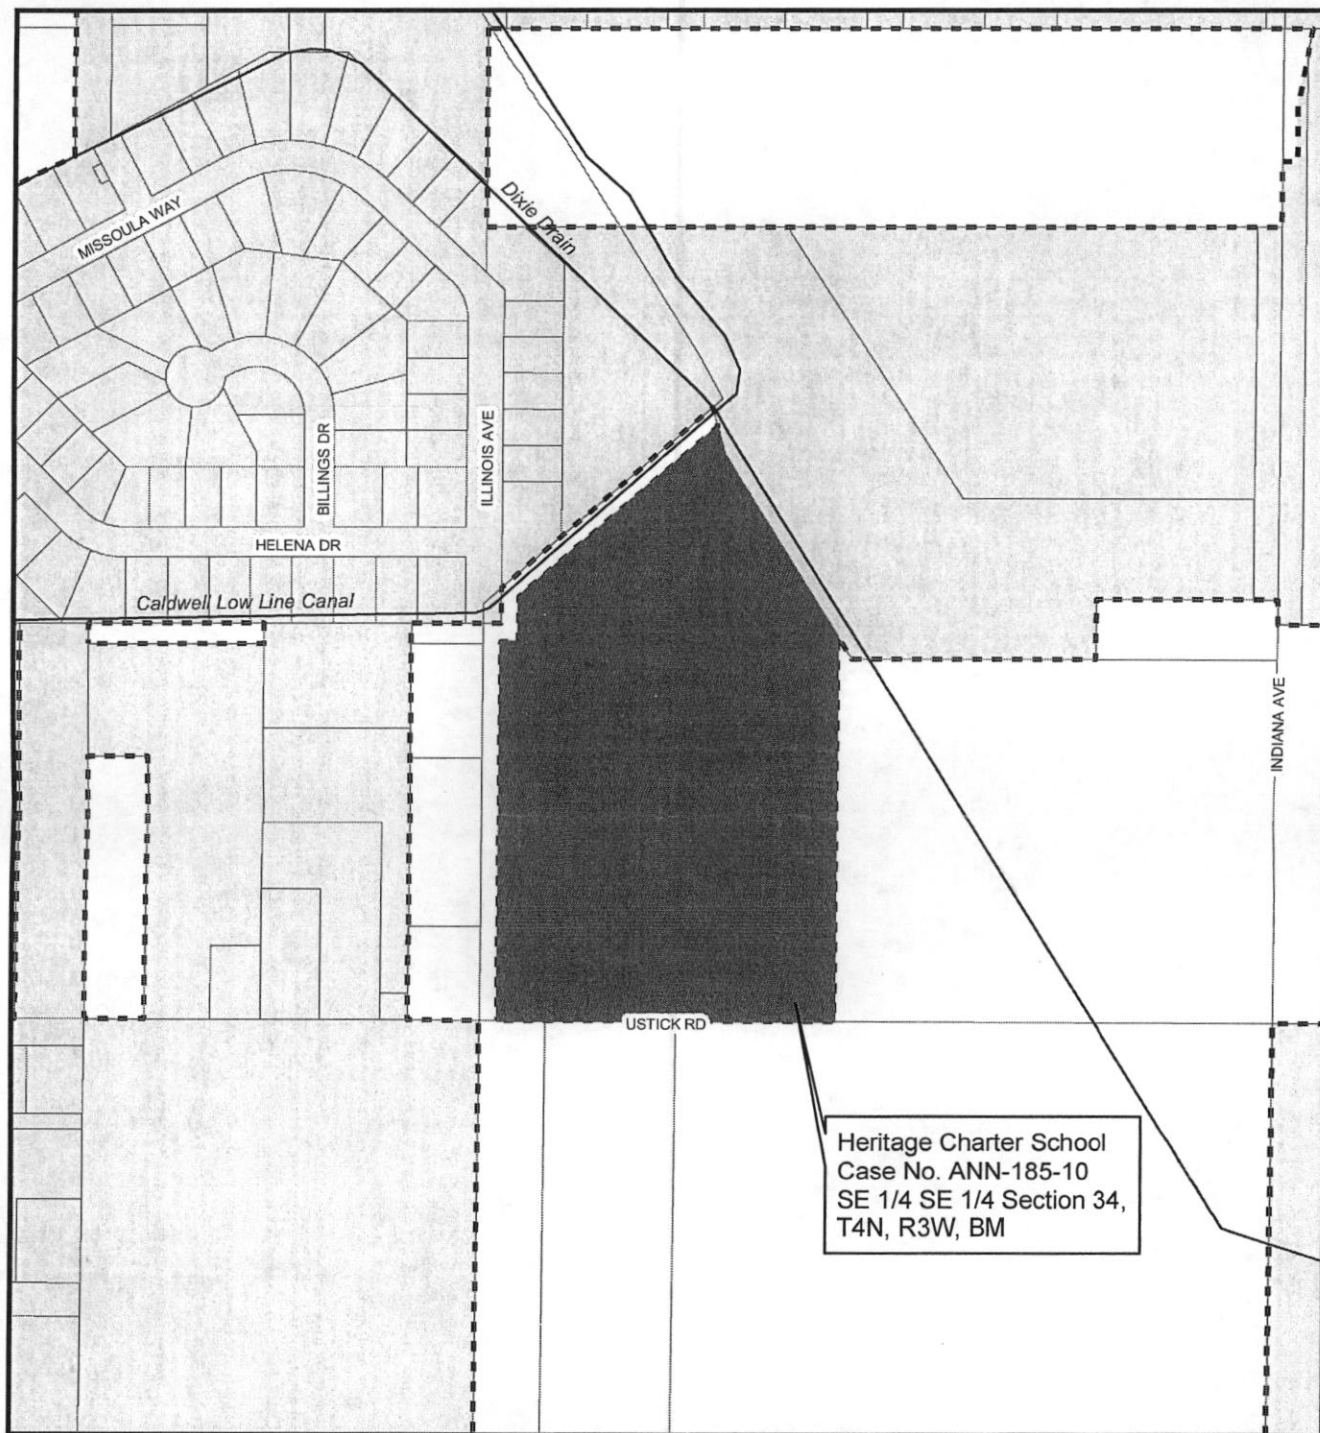 Dixie Drain
MISSOULA WAY
BILLINGS DR
ILLINOIS AVE
HELENA DR
Caldwell Low Line Canal
INDIANA AVE
USTICK RD
Heritage Charter School
Case No. ANN-185-10
SE 1/4 SE 1/4 Section 34,
T4N, R3W, BM